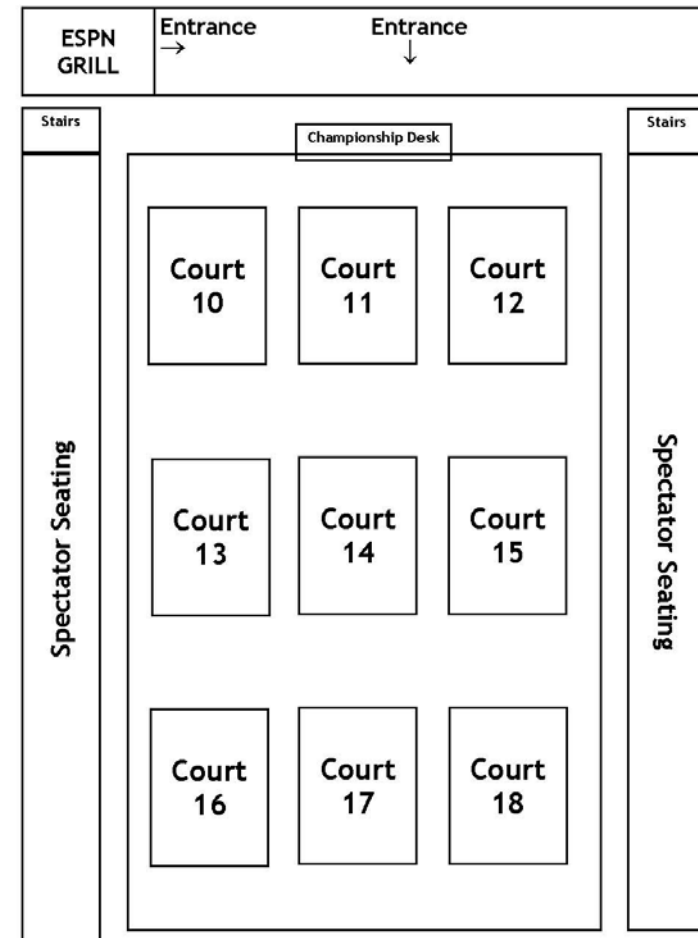 ESPN
GRILL
Entrance
→
Entrance
↓
Stairs
Championship Desk
Stairs
Court
10
Court
11
Court
12
Spectator Seating
Court
13
Court
14
Court
15
Spectator Seating
Court
16
Court
17
Court
18